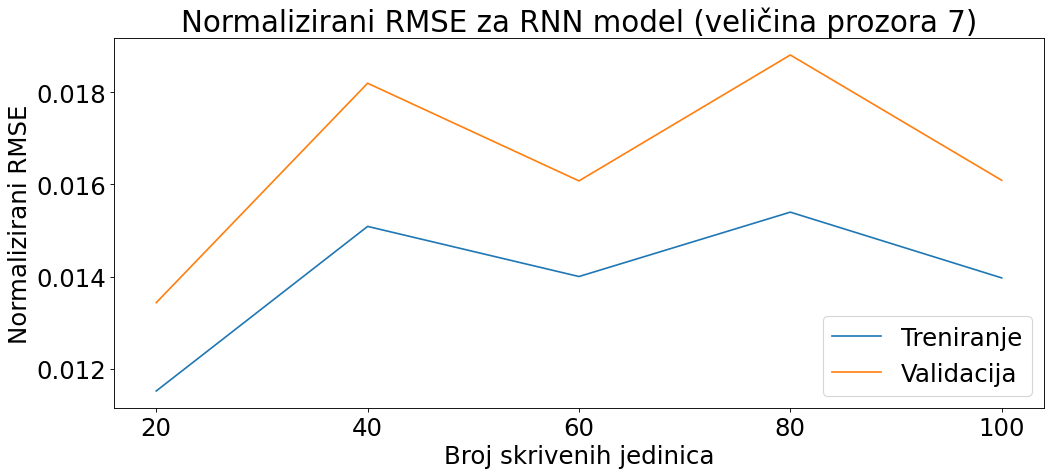 Normalizirani RMSE za RNN model (veličina prozora 7)
Normalizirani RMSE
0.018
0.016
0.014
0.012
20 40 60 80 100
Broj skrivenih jedinica
Treniranje
Validacija